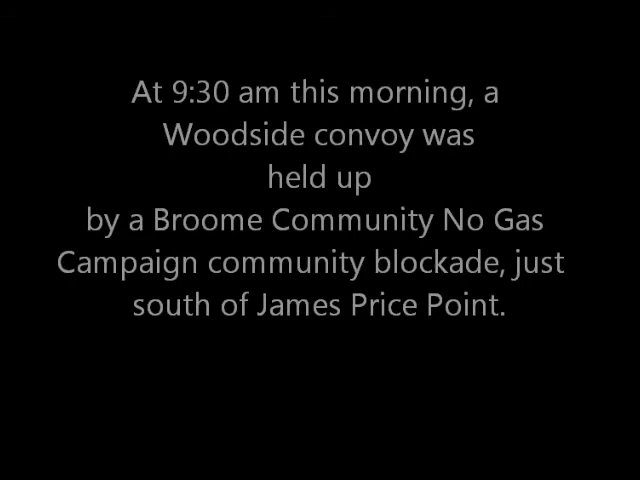 At 9:30 am this morning, a
Woodside convoy was
held up
by a Broome Community No Gas
Campaign community blockade, just
south of James Price Point.